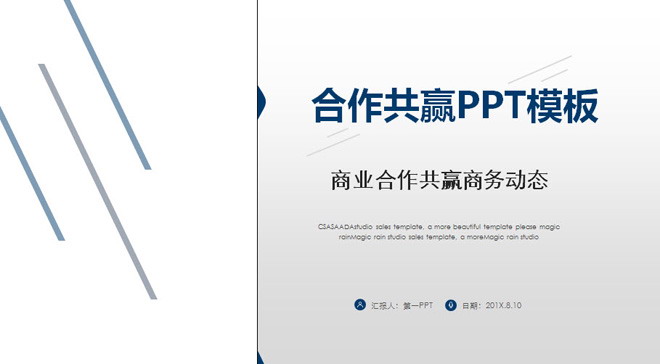 合作共赢PPT模板
商业合作共赢商务动态
CSASAADAstudio sales template, a more beautiful template please magic
rainMagic rain studio sales template, a moreMagic rain studio
汇报人：第一PPT 日期：201X.8.10